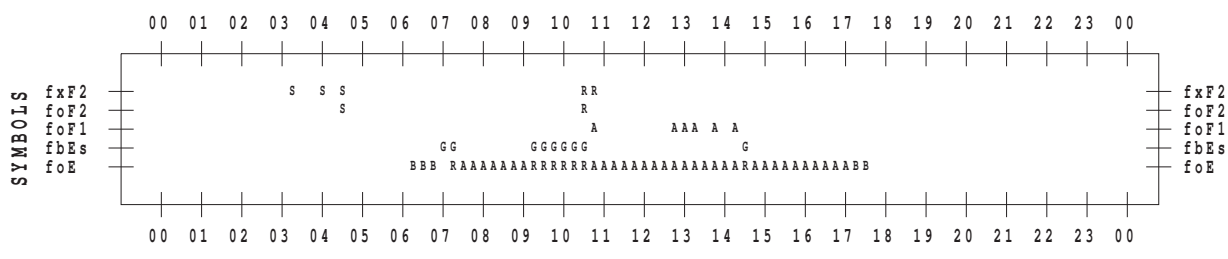 00 01 02 03 04 05 06 07 08 09 10 11 12 13 14 15 16 17 18 19 20 21 22 23 00
SYMBOLS
fxF2 S S S RR fxF2
foF2 S R foF2
foF1 A AAA A A foF1
fbEs GG GGGGGG G fbEs
foE BBB RAAAAAAARRRRRRAAAAAAAAAAAAAAARAAAAAAAAAABB foE
00 01 02 03 04 05 06 07 08 09 10 11 12 13 14 15 16 17 18 19 20 21 22 23 00